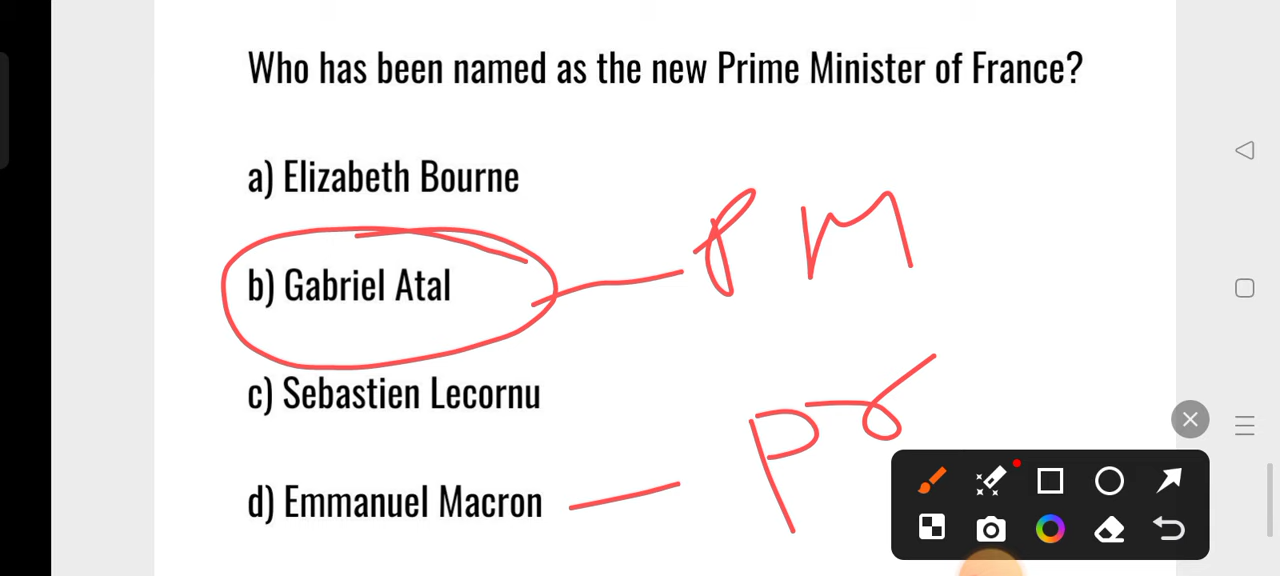 Who has been named as the new Prime Minister of France?
a) Elizabeth Bourne
b) Gabriel Atal
PM
c) Sebastien Lecornu
d) Emmanuel Macron
Pr